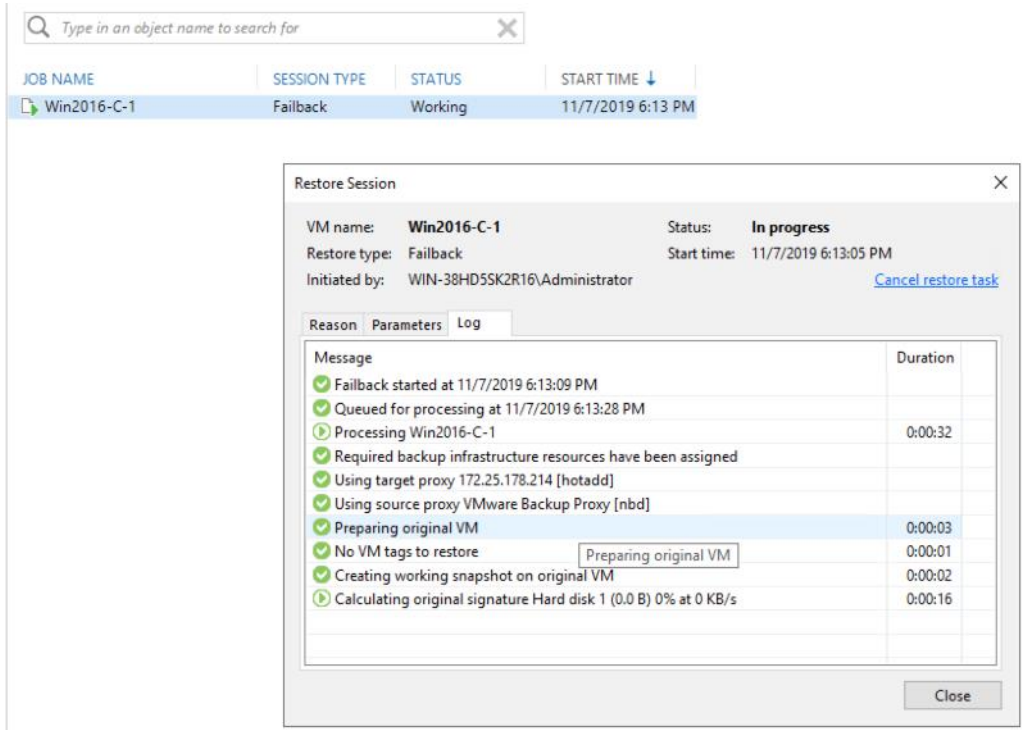 Type in an object name to search for
JOB NAME SESSION TYPE STATUS START TIME
Win2016-C-1 Failback Working 11/7/2019 6:13 PM
Restore Session
VM name: Win2016-C-1 Status: In progress
Restore type: Failback Start time: 11/7/2019 6:13:05 PM
Initiated by: WIN-38HD5SK2R16\Administrator Cancel restore task
Reason Parameters Log
Message Duration
Failback started at 11/7/2019 6:13:09 PM
Queued for processing at 11/7/2019 6:13:28 PM
Processing Win2016-C-1 0:00:32
Required backup infrastructure resources have been assigned
Using target proxy 172.25.178.214 [hotadd]
Using source proxy VMware Backup Proxy [nbd]
Preparing original VM 0:00:03
No VM tags to restore Preparing original VM 0:00:01
Creating working snapshot on original VM 0:00:02
Calculating original signature Hard disk 1 (0.0 B) 0% at 0 KB/s 0:00:16
Close